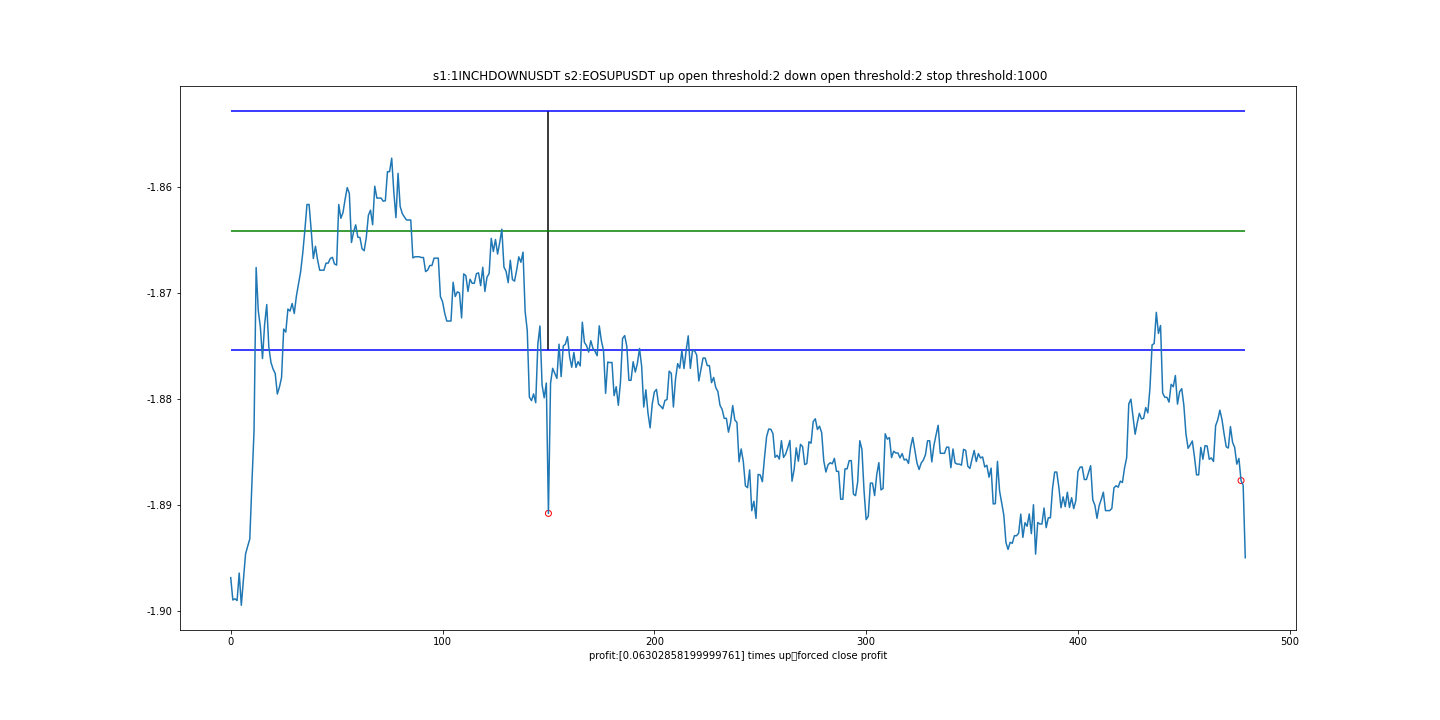 s1:1INCHDOWNUSDT s2:EOSUPUSDT up open threshold:2 down open threshold:2 stop threshold:1000
-1.86
-1.87
-1.88
-1.89
-1.90
0 100 200 300 400 500
profit:[0.06302858199999761] times up▯forced close profit